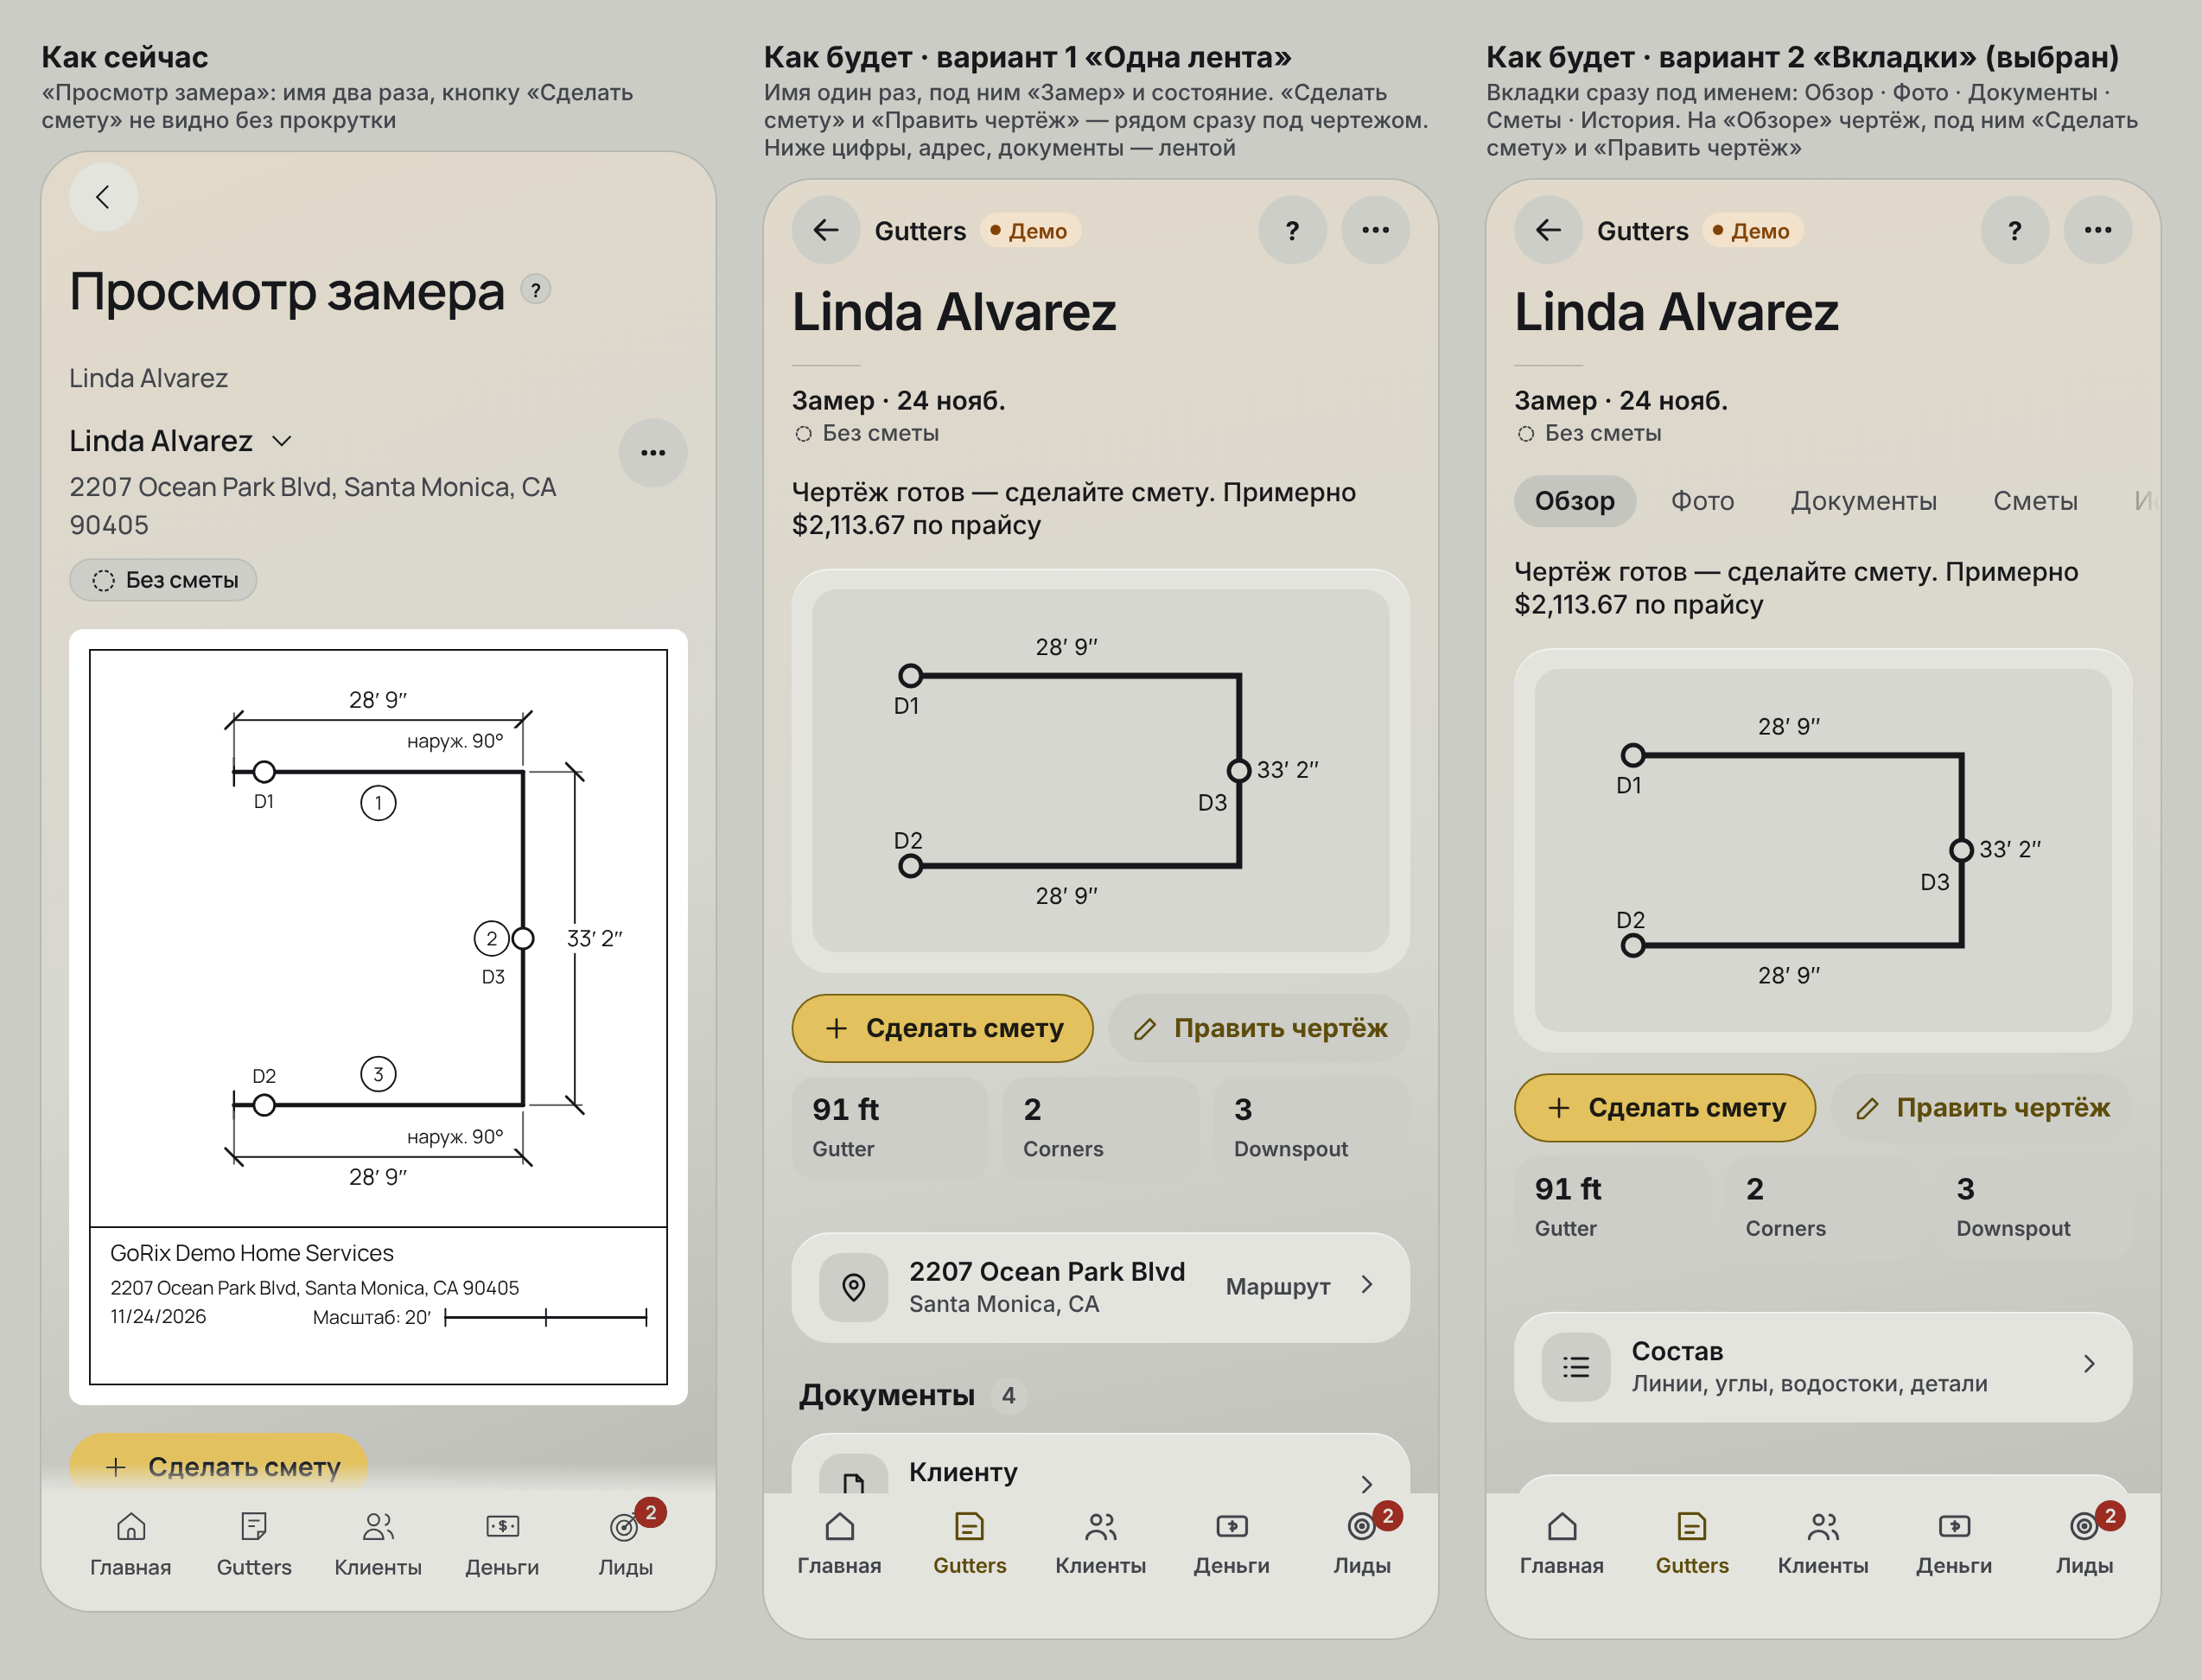 Как сейчас
«Просмотр замера»: имя два раза, кнопку «Сделать
смету» не видно без прокрутки
Просмотр замера ?
Linda Alvarez
Linda Alvarez
2207 Ocean Park Blvd, Santa Monica, CA
90405
Без сметы
28′ 9″
наруж. 90°
D1
1
2
33′ 2″
D3
D2
3
наруж. 90°
28′ 9″
GoRix Demo Home Services
2207 Ocean Park Blvd, Santa Monica, CA 90405
11/24/2026
Масштаб: 20′
+ Сделать смету
2
Главная
Gutters
Клиенты
Деньги
Лиды
Как будет · вариант 1 «Одна лента»
Имя один раз, под ним «Замер» и состояние. «Сделать
смету» и «Править чертёж» — рядом сразу под чертежом.
Ниже цифры, адрес, документы — лентой
Gutters
Демо
?
Linda Alvarez
Замер · 24 нояб.
Без сметы
Чертёж готов — сделайте смету. Примерно
$2,113.67 по прайсу
28′ 9″
D1
33′ 2″
D3
D2
28′ 9″
+ Сделать смету
Править чертёж
91 ft
Gutter
2
Corners
3
Downspout
2207 Ocean Park Blvd
Santa Monica, CA
Маршрут
Документы 4
Клиенту
2
Главная
Gutters
Клиенты
Деньги
Лиды
Как будет · вариант 2 «Вкладки» (выбран)
Вкладки сразу под именем: Обзор · Фото · Документы ·
Сметы · История. На «Обзоре» чертёж, под ним «Сделать
смету» и «Править чертёж»
Gutters
Демо
?
Linda Alvarez
Замер · 24 нояб.
Без сметы
Обзор Фото Документы Сметы
Чертёж готов — сделайте смету. Примерно
$2,113.67 по прайсу
28′ 9″
D1
33′ 2″
D3
D2
28′ 9″
+ Сделать смету
Править чертёж
91 ft
Gutter
2
Corners
3
Downspout
Состав
Линии, углы, водостоки, детали
2
Главная
Gutters
Клиенты
Деньги
Лиды